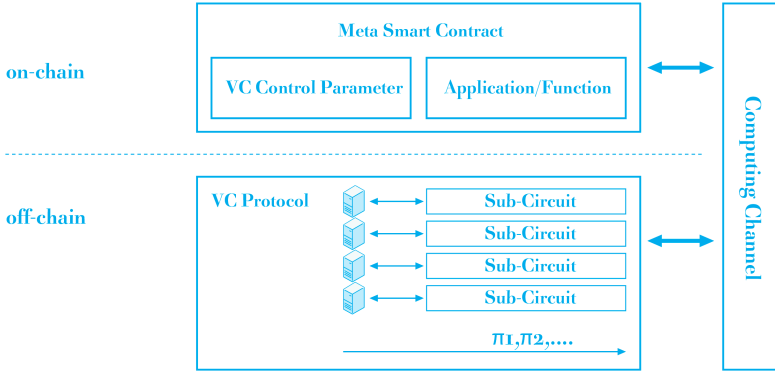 Meta Smart Contract
on-chain
VC Control Parameter
Application/Function
Computing Channel
off-chain
VC Protocol
Sub-Circuit
Sub-Circuit
Sub-Circuit
Sub-Circuit
π1,π2,....